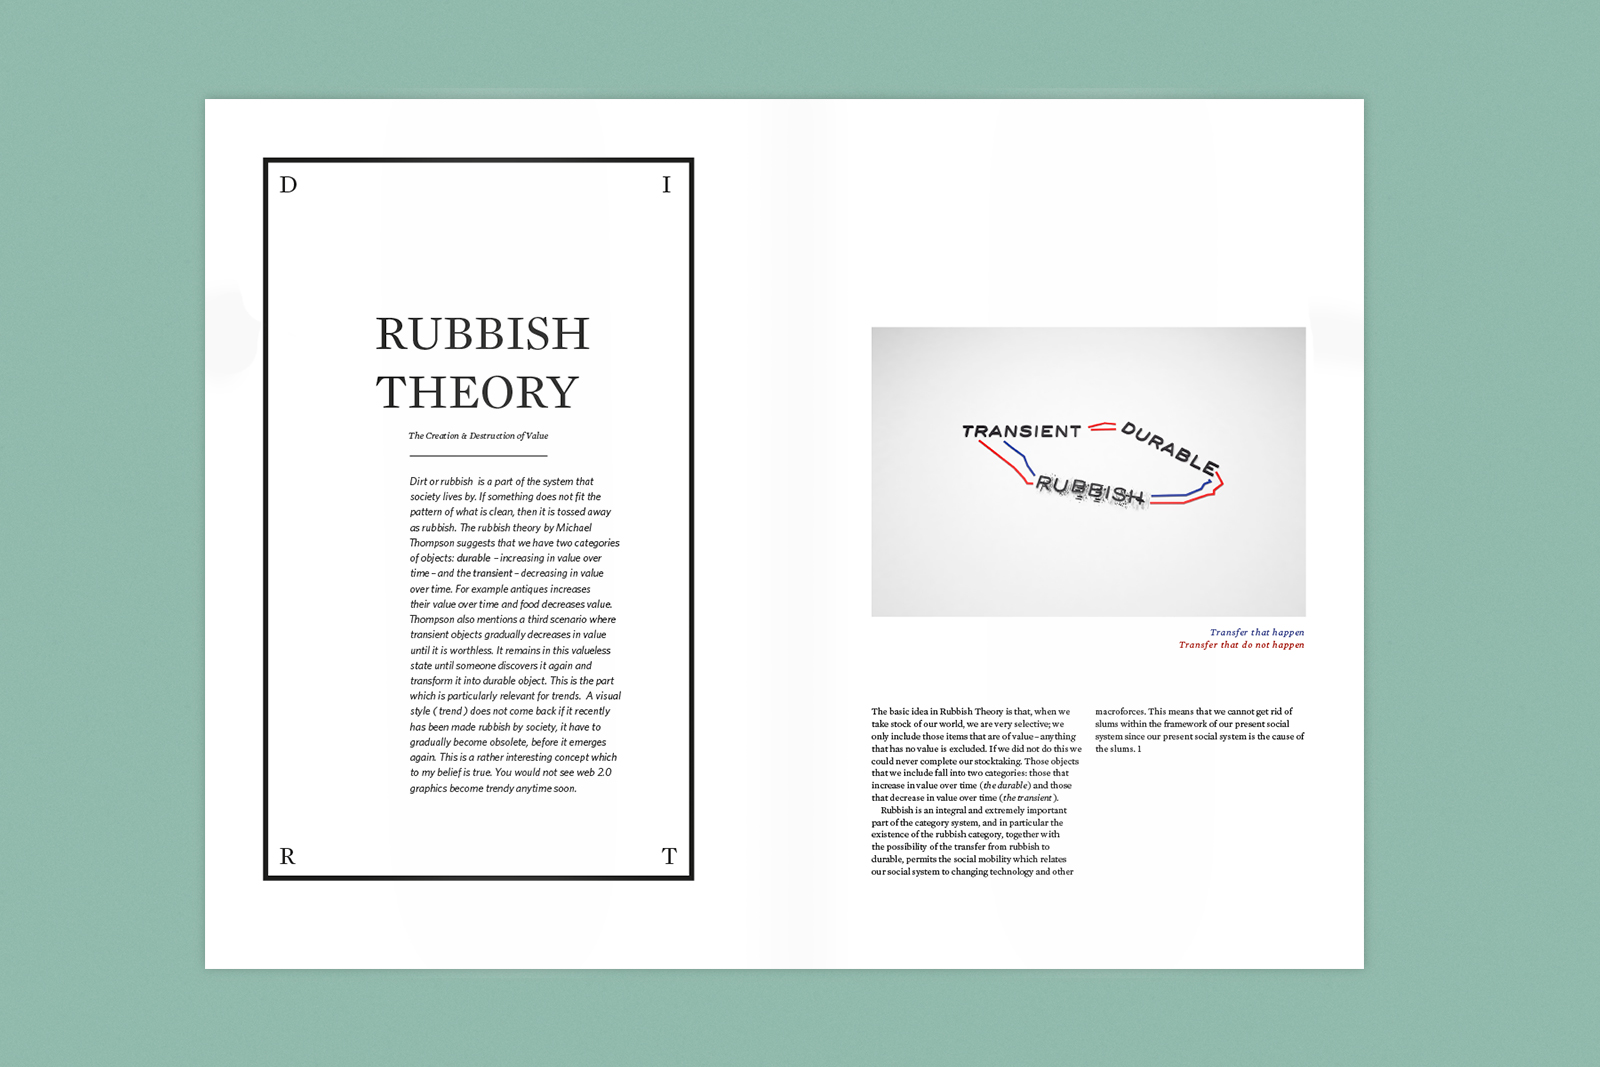 D I
RUBBISH
THEORY
The Creation & Destruction of Value
Dirt or rubbish is a part of the system that
society lives by. If something does not fit the
pattern of what is clean, then it is tossed away
as rubbish. The rubbish theory by Michael
Thompson suggests that we have two categories
of objects: durable – increasing in value over
time – and the transient – decreasing in value
over time. For example antiques increases
their value over time and food decreases value.
Thompson also mentions a third scenario where
transient objects gradually decreases in value
until it is worthless. It remains in this valueless
state until someone discovers it again and
transform it into durable object. This is the part
which is particularly relevant for trends. A visual
style ( trend ) does not come back if it recently
has been made rubbish by society, it have to
gradually become obsolete, before it emerges
again. This is a rather interesting concept which
to my belief is true. You would not see web 2.0
graphics become trendy anytime soon.
R T
TRANSIENT
DURABLE
RUBBISH
Transfer that happen
Transfer that do not happen
The basic idea in Rubbish Theory is that, when we
take stock of our world, we are very selective; we
only include those items that are of value – anything
that has no value is excluded. If we did not do this we
could never complete our stocktaking. Those objects
that we include fall into two categories: those that
increase in value over time (the durable) and those
that decrease in value over time (the transient ).
Rubbish is an integral and extremely important
part of the category system, and in particular the
existence of the rubbish category, together with
the possibility of the transfer from rubbish to
durable, permits the social mobility which relates
our social system to changing technology and other
macroforces. This means that we cannot get rid of
slums within the framework of our present social
system since our present social system is the cause of
the slums. 1